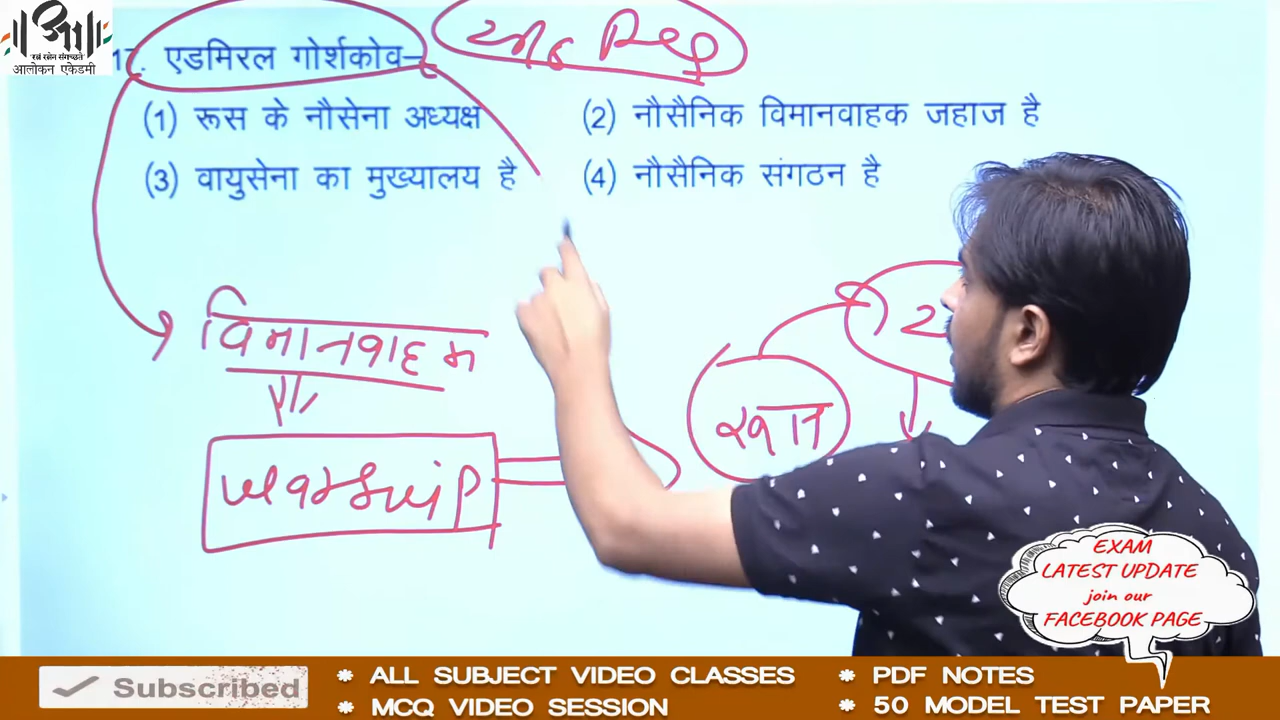 आलोकन एकेडमी
17. एडमिरल गोर्शकोव–
(1) रूस के नौसेना अध्यक्ष
(2) नौसैनिक विमानवाहक जहाज है
(3) वायुसेना का मुख्यालय है
(4) नौसैनिक संगठन है
विमानवाहक
EXAM
LATEST UPDATE
join our
FACEBOOK PAGE
Subscribed
ALL SUBJECT VIDEO CLASSES
PDF NOTES
MCQ VIDEO SESSION
50 MODEL TEST PAPER